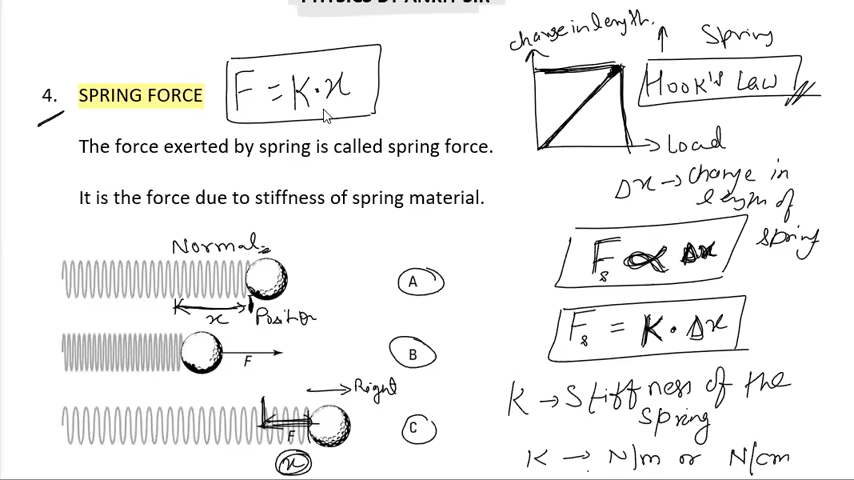 PHYSICS BY ANKIT SIR
4. SPRING FORCE
F = K·x
The force exerted by spring is called spring force.
It is the force due to stiffness of spring material.
Normal
x
Position
A
F
B
→ Right
F
C
x
change in length.
Spring
Hook's Law
→ Load
Δx → change in
length of
spring
Fs ∝ Δx
Fs = K · Δx
K → Stiffness of the
spring
K → N/m or N/cm